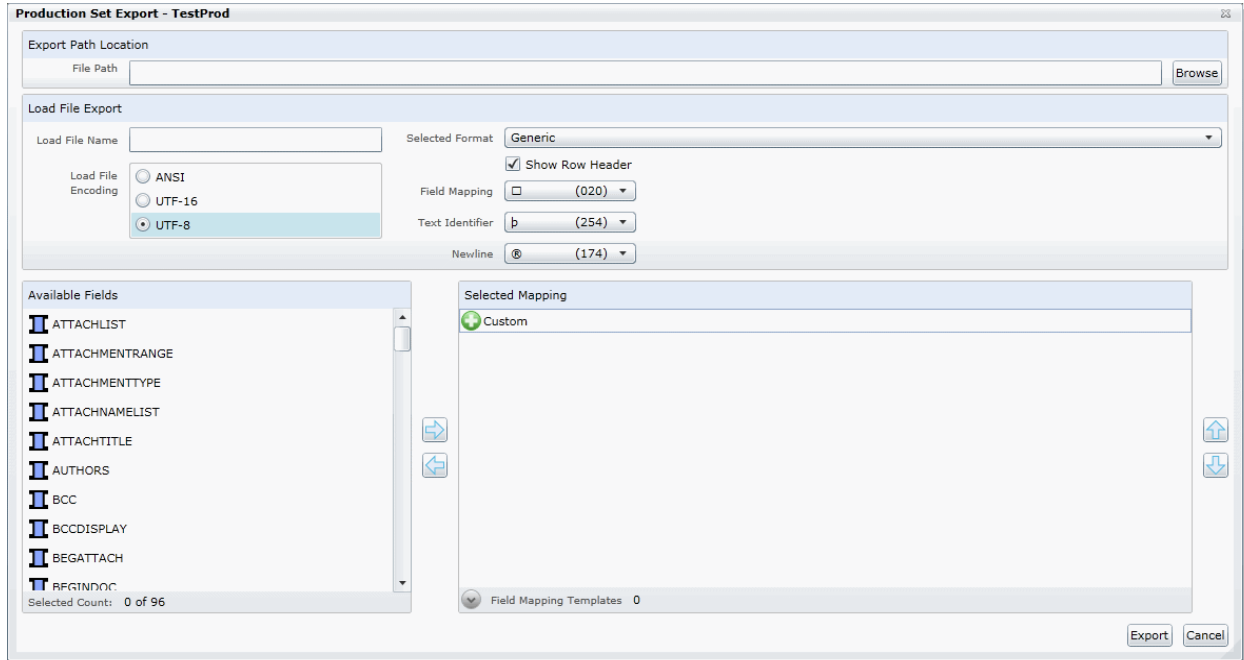 Production Set Export - TestProd
Export Path Location
File Path
Browse
Load File Export
Load File Name
Selected Format Generic
Show Row Header
Load File Encoding
ANSI
UTF-16
UTF-8
Field Mapping (020)
Text Identifier þ (254)
Newline ® (174)
Available Fields
ATTACHLIST
ATTACHMENTRANGE
ATTACHMENTTYPE
ATTACHNAMELIST
ATTACHTITLE
AUTHORS
BCC
BCCDISPLAY
BEGATTACH
BEGINDOC
Selected Count: 0 of 96
Selected Mapping
Custom
Field Mapping Templates 0
Export Cancel